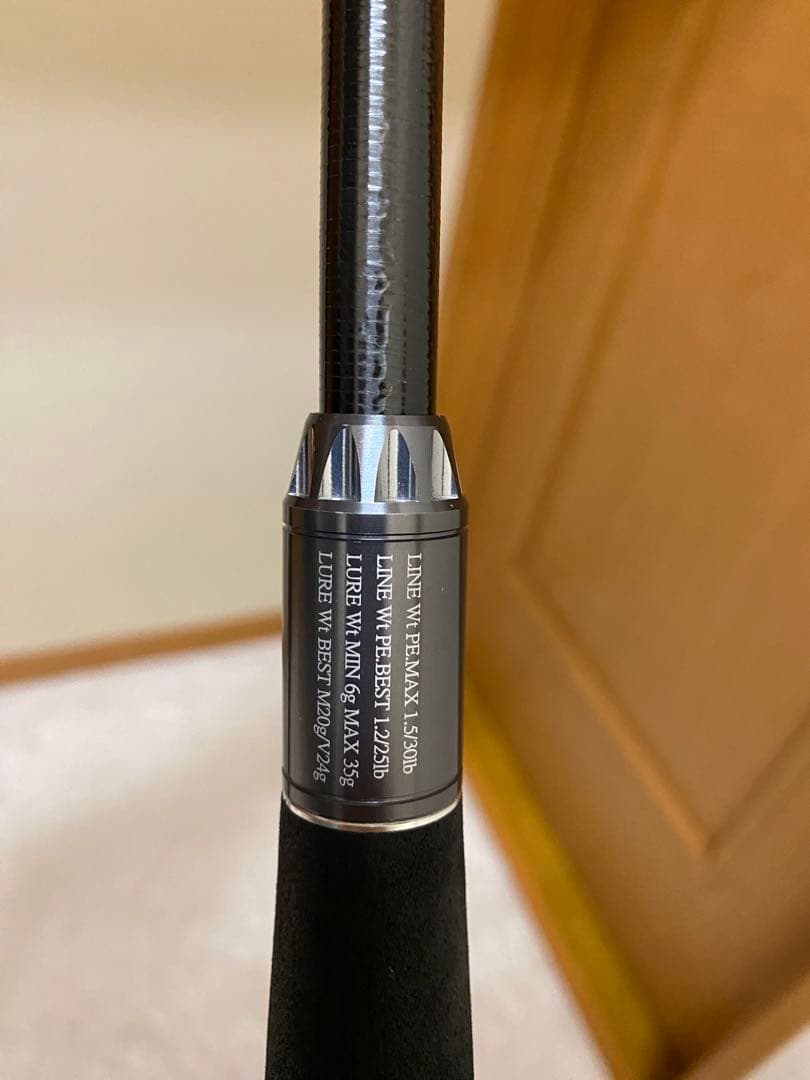 LINE Wt PE.MAX 1.5/30lb
LINE Wt PE.BEST 1.2/25lb
LURE Wt MIN 6g MAX 35g
LURE Wt BEST M20g/V24g